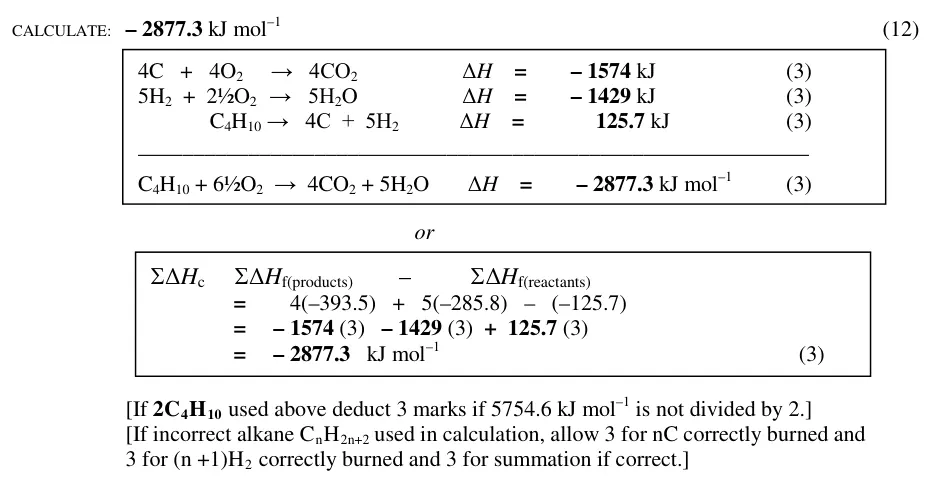 CALCULATE: – 2877.3 kJ mol⁻¹ (12)
4C + 4O₂ → 4CO₂ ΔH = – 1574 kJ (3)
5H₂ + 2½O₂ → 5H₂O ΔH = – 1429 kJ (3)
C₄H₁₀ → 4C + 5H₂ ΔH = 125.7 kJ (3)
C₄H₁₀ + 6½O₂ → 4CO₂ + 5H₂O ΔH = – 2877.3 kJ mol⁻¹ (3)
or
ΣΔH꜀ ΣΔHf(products) – ΣΔHf(reactants)
= 4(–393.5) + 5(–285.8) – (–125.7)
= – 1574 (3) – 1429 (3) + 125.7 (3)
= – 2877.3 kJ mol⁻¹ (3)
[If 2C₄H₁₀ used above deduct 3 marks if 5754.6 kJ mol⁻¹ is not divided by 2.]
[If incorrect alkane CₙH₂ₙ₊₂ used in calculation, allow 3 for nC correctly burned and
3 for (n +1)H₂ correctly burned and 3 for summation if correct.]